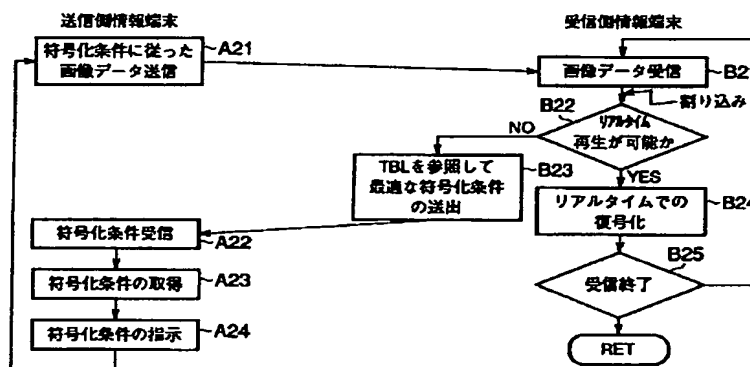 送信側情報端末
符号化条件に従った
画像データ送信
A21
受信側情報端末
画像データ受信
B2
割り込み
B22
リアルタイム
再生が可能か
NO
YES
TBLを参照して
最適な符号化条件
の送出
B23
リアルタイムでの
復号化
B24
符号化条件受信
A22
符号化条件の取得
A23
符号化条件の指示
A24
受信終了
B25
RET